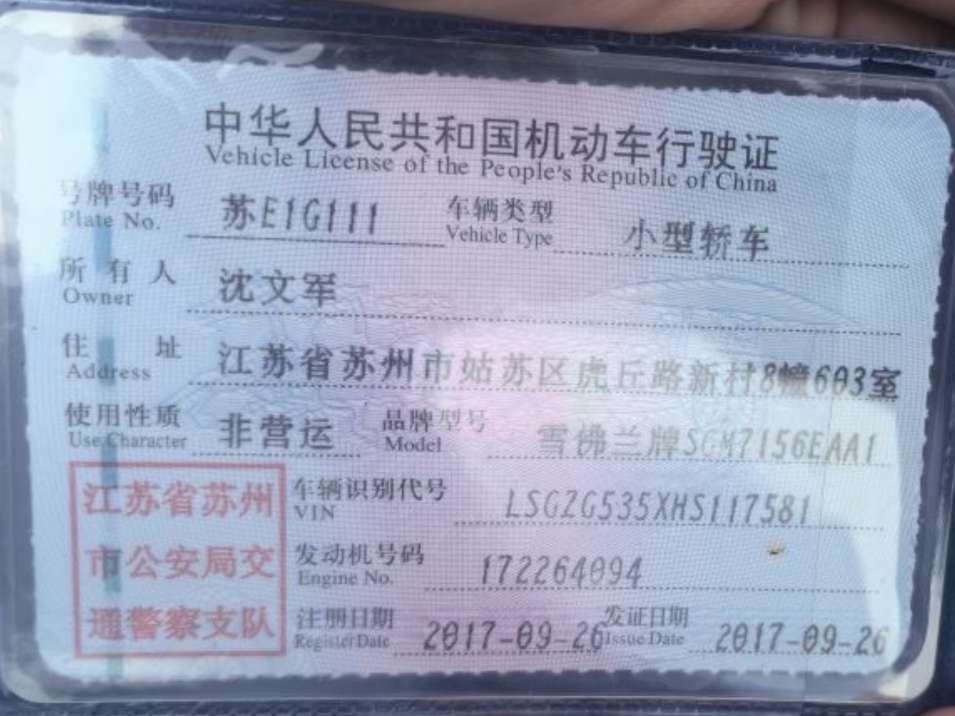 中华人民共和国机动车行驶证
Vehicle License of the People's Republic of China
号牌号码 苏E1G111 车辆类型 小型轿车
Plate No. Vehicle Type
所有人 沈文军
Owner
住址 江苏省苏州市姑苏区虎丘路新村8幢603室
Address
使用性质 非营运 品牌型号 雪佛兰牌SGM7156EAA1
Use Character Model
江苏省苏州
市公安局交
通警察支队
车辆识别代号 LSGZG535XHS117581
VIN
发动机号码 172264094
Engine No.
注册日期 2017-09-26 发证日期 2017-09-26
Register Date Issue Date